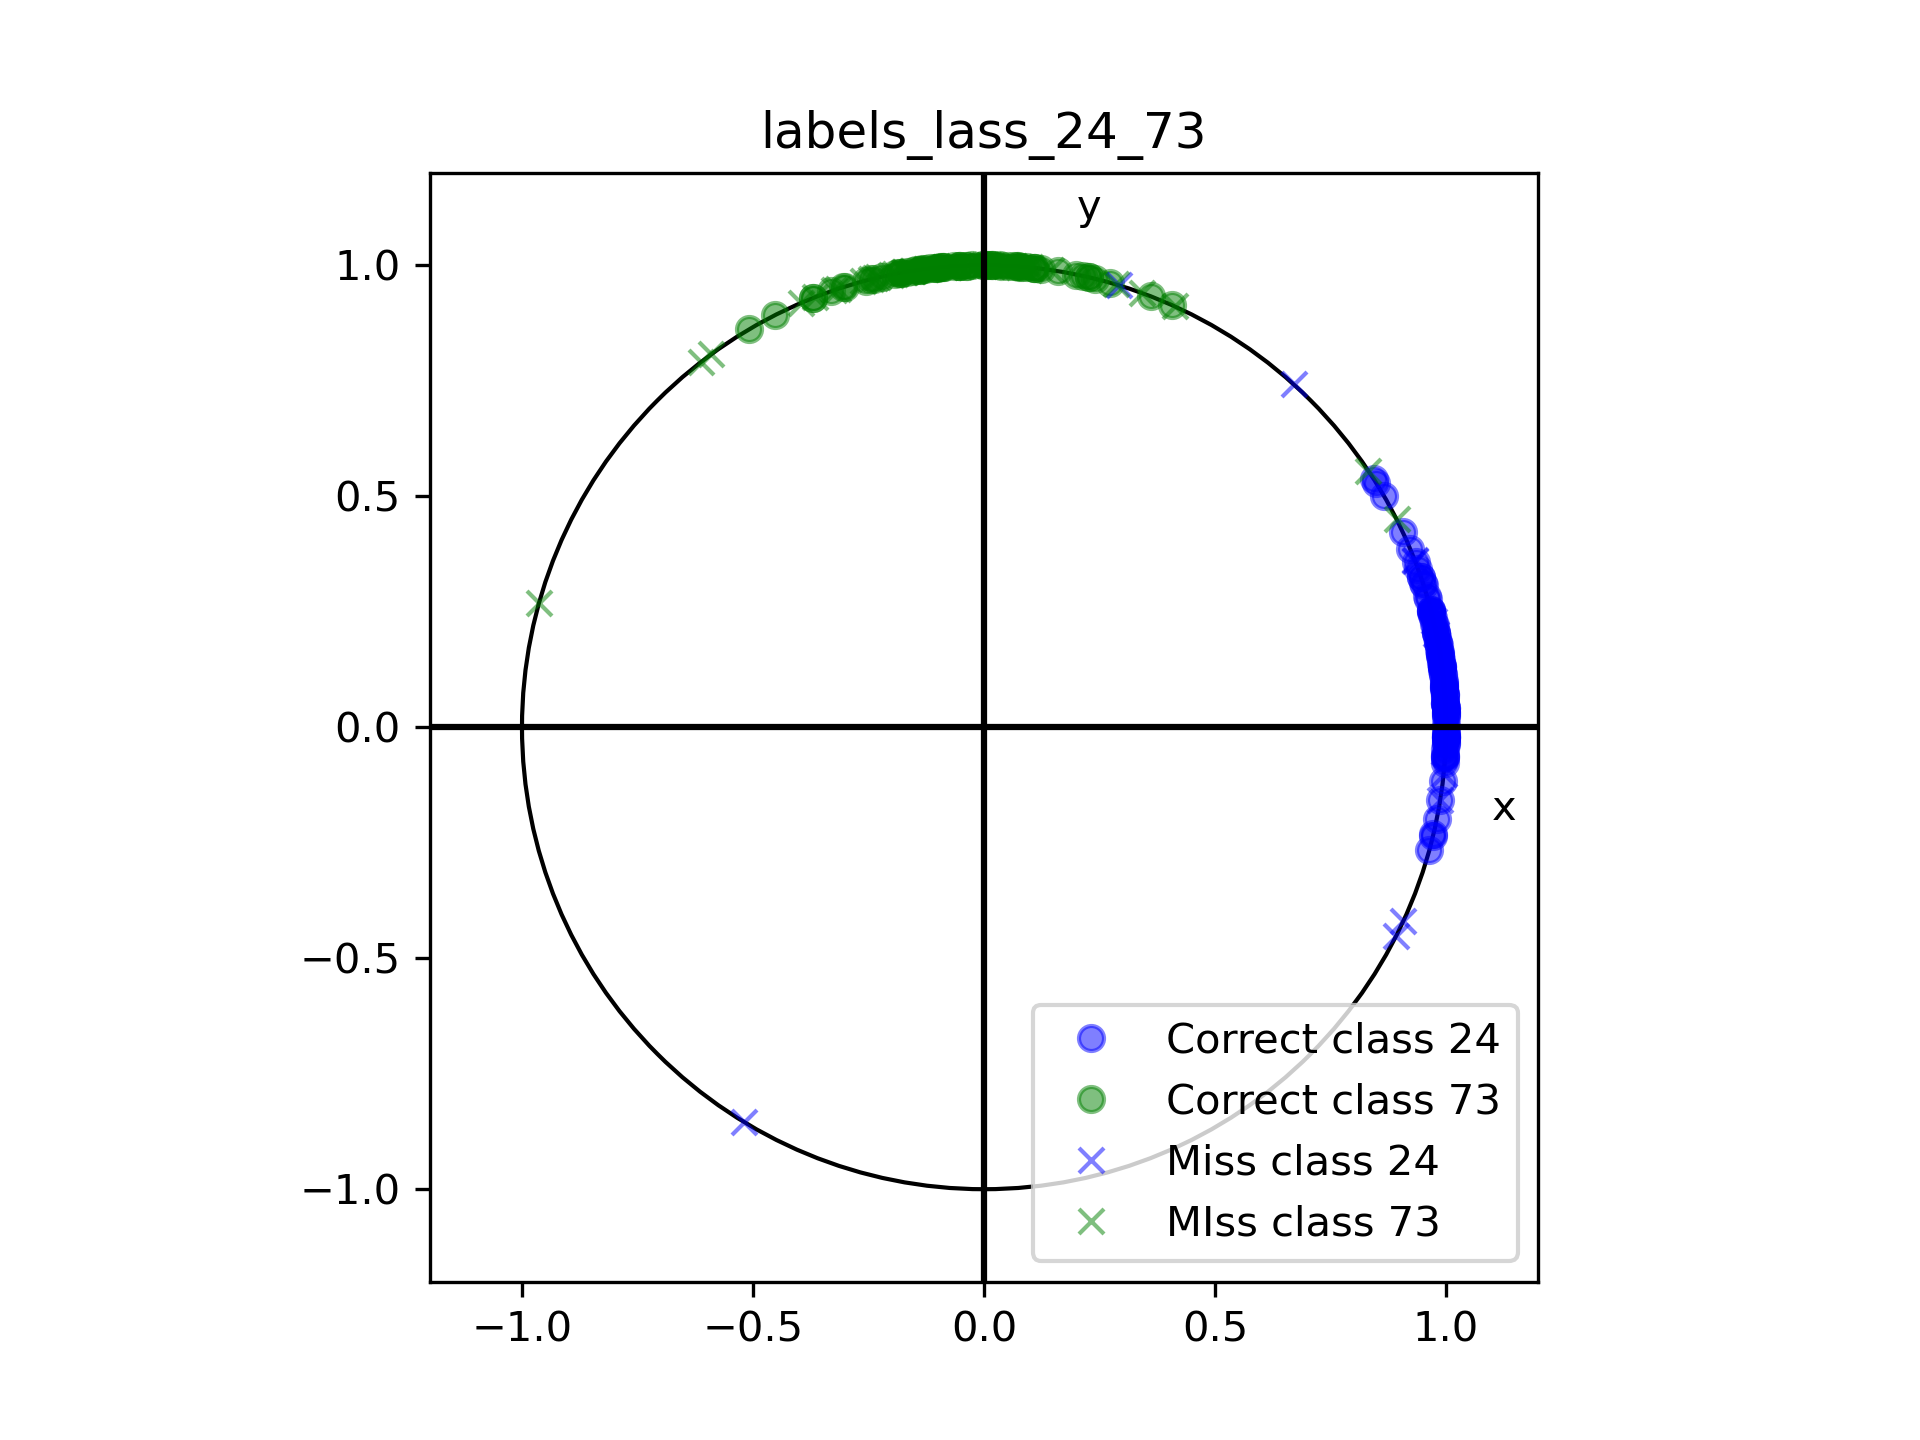 labels_lass_24_73
y
1.0
0.5
0.0
−0.5
−1.0
x
Correct class 24
Correct class 73
Miss class 24
MIss class 73
−1.0 −0.5 0.0 0.5 1.0